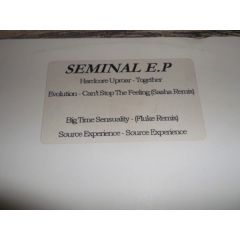 SEMINAL E.P
Hardcore Uproar - Together
Evolution - Can't Stop The Feeling (Sasha Remix)
Big Time Sensuality - (Fluke Remix)
Source Experience - Source Experience